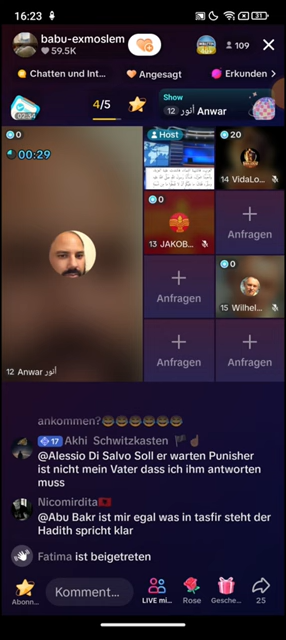 16:23
31
babu-exmoslem
59.5K
109
Chatten und Int...
Angesagt
Erkunden
02:34
4/5
Show
12 أنور Anwar
0
00:29
Host
20
14 VidaLo...
0
13 JAKOB...
Anfragen
Anfragen
0
15 Wilhel...
Anfragen
Anfragen
12 Anwar أنور
ankommen?😂😂😂😂😂😂
17 Akhi Schwitzkasten 🏴☝
@Alessio Di Salvo Soll er warten Punisher
ist nicht mein Vater dass ich ihm antworten
muss
Nicomirdita🇦🇱
@Abu Bakr ist mir egal was in tasfir steht der
Hadith spricht klar
Fatima ist beigetreten
Komment...
Abonn...
LIVE mi...
Rose
Gesche...
25